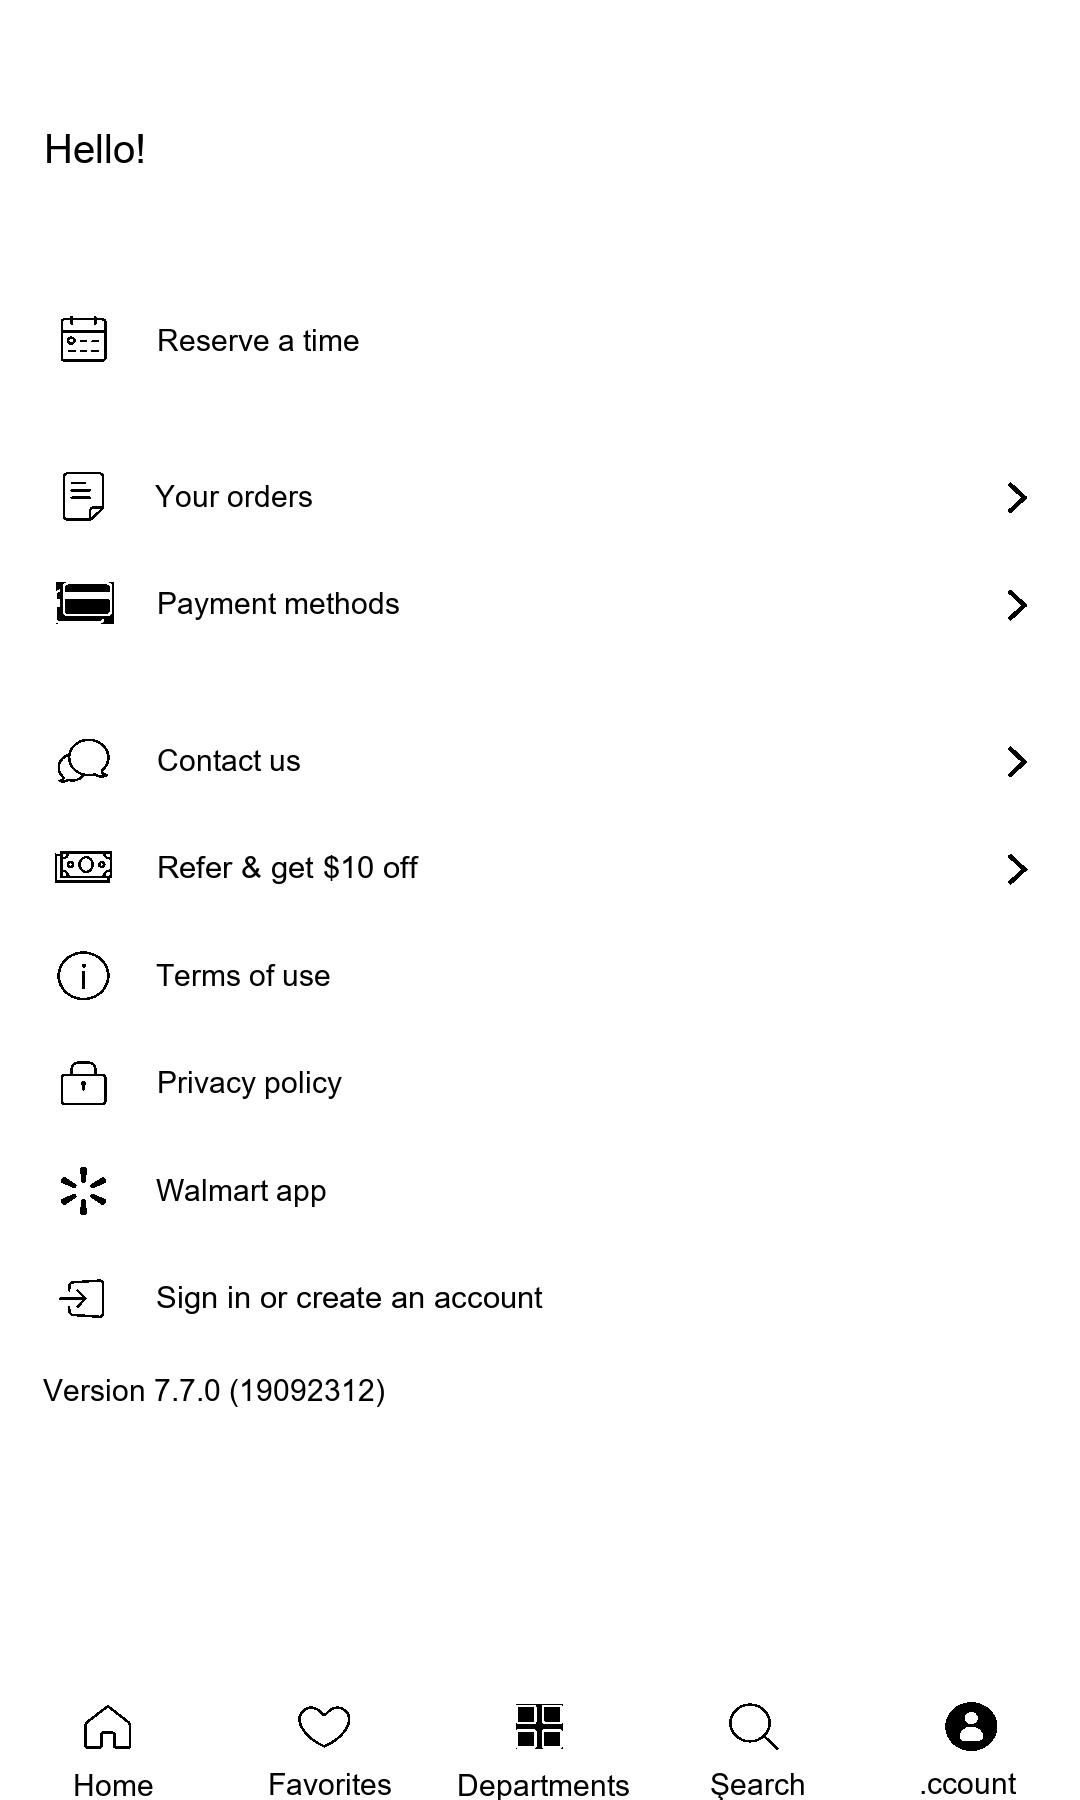 Hello!
Reserve a time
Your orders
Payment methods
Contact us
Refer & get $10 off
Terms of use
Privacy policy
Walmart app
Sign in or create an account
Version 7.7.0 (19092312)
Home
Favorites
Departments
Şearch
.ccount